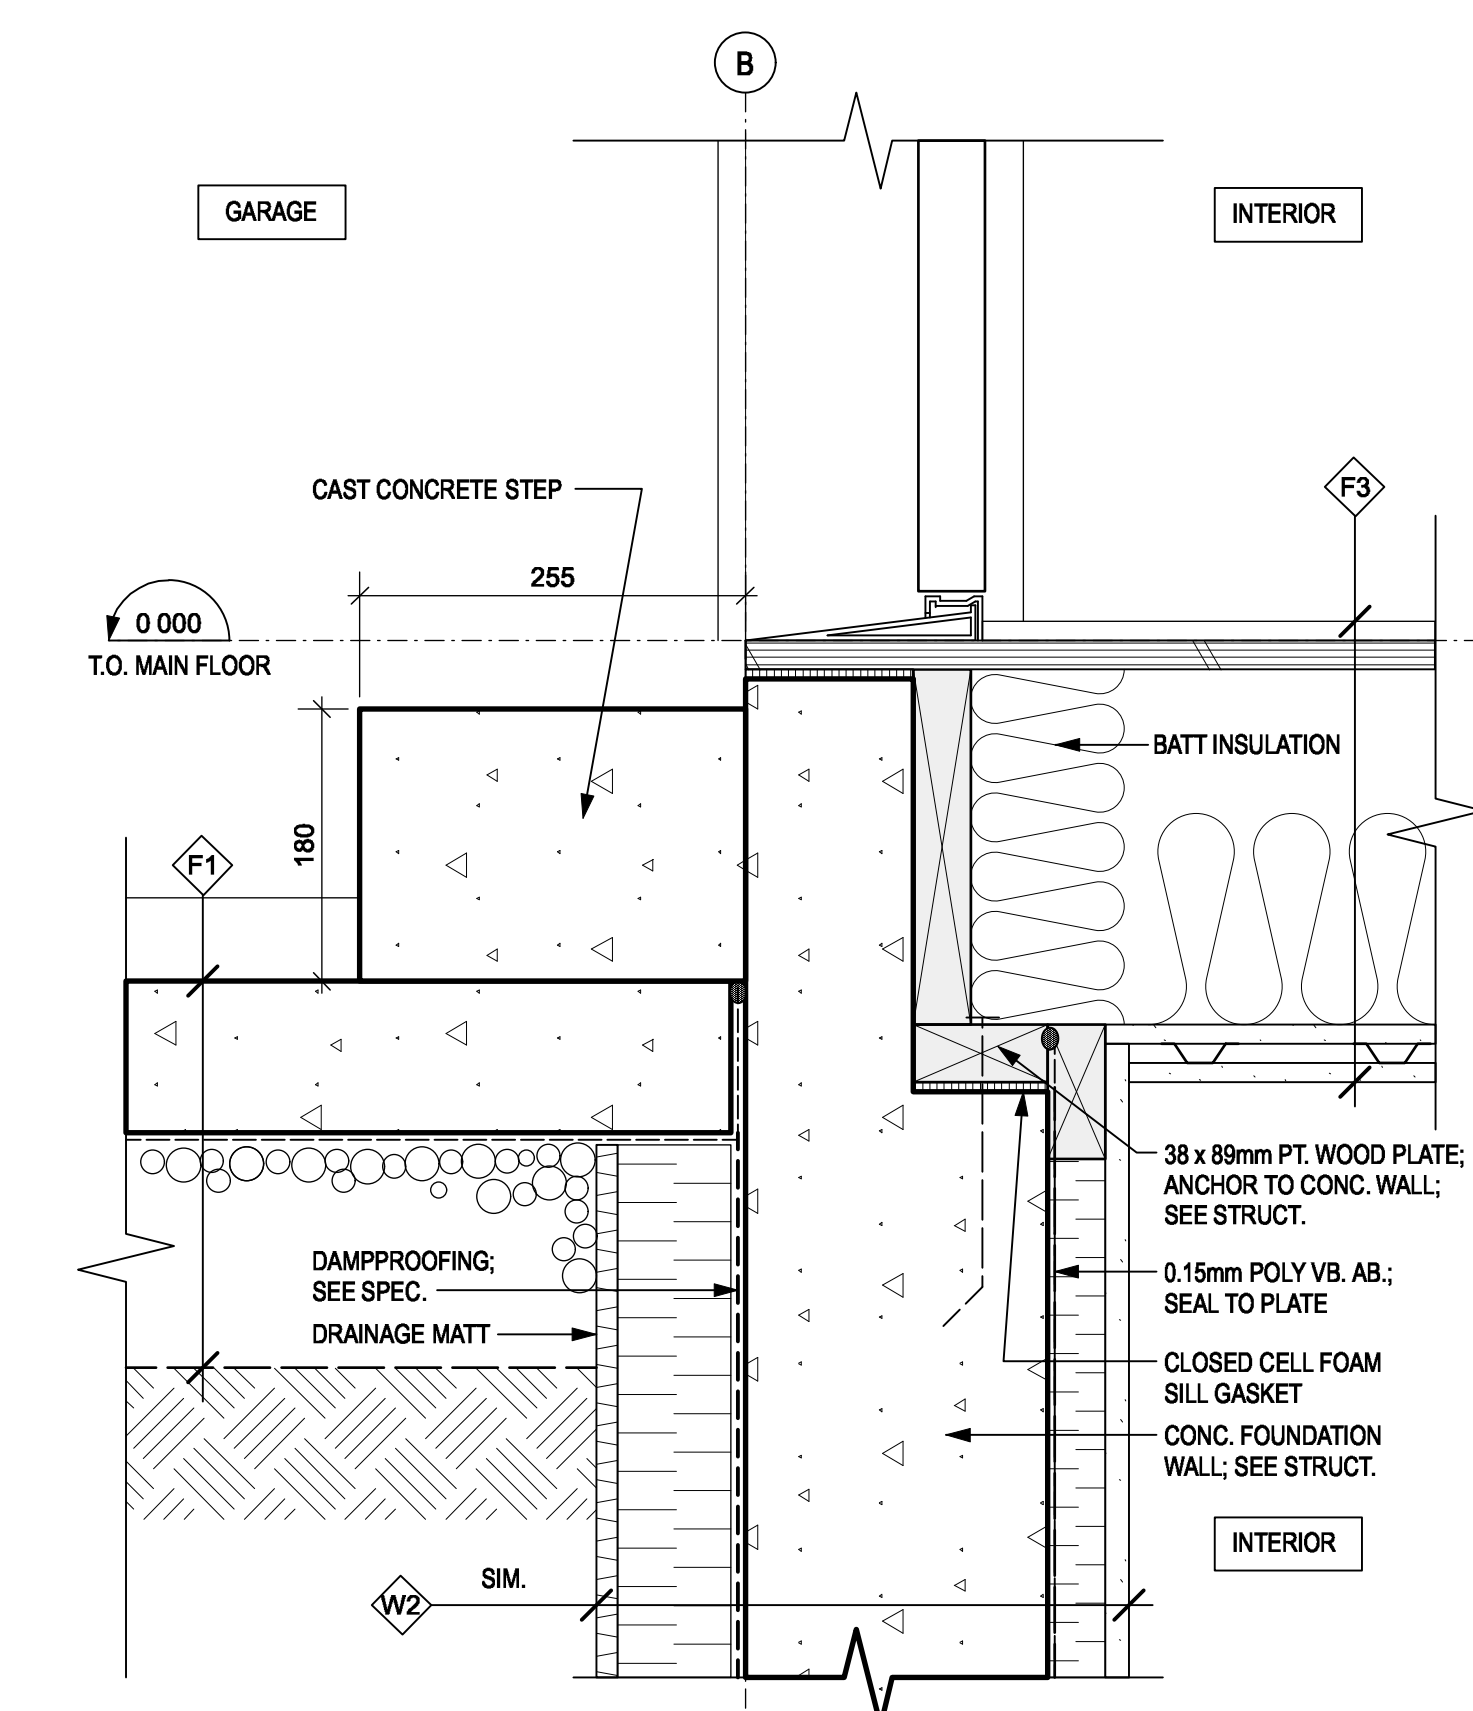 B
GARAGE
INTERIOR
CAST CONCRETE STEP
F3
255
0 000
T.O. MAIN FLOOR
BATT INSULATION
180
F1
38 x 89mm PT. WOOD PLATE;
ANCHOR TO CONC. WALL;
SEE STRUCT.
DAMPPROOFING;
SEE SPEC.
0.15mm POLY VB. AB.;
SEAL TO PLATE
DRAINAGE MATT
CLOSED CELL FOAM
SILL GASKET
CONC. FOUNDATION
WALL; SEE STRUCT.
INTERIOR
SIM.
W2